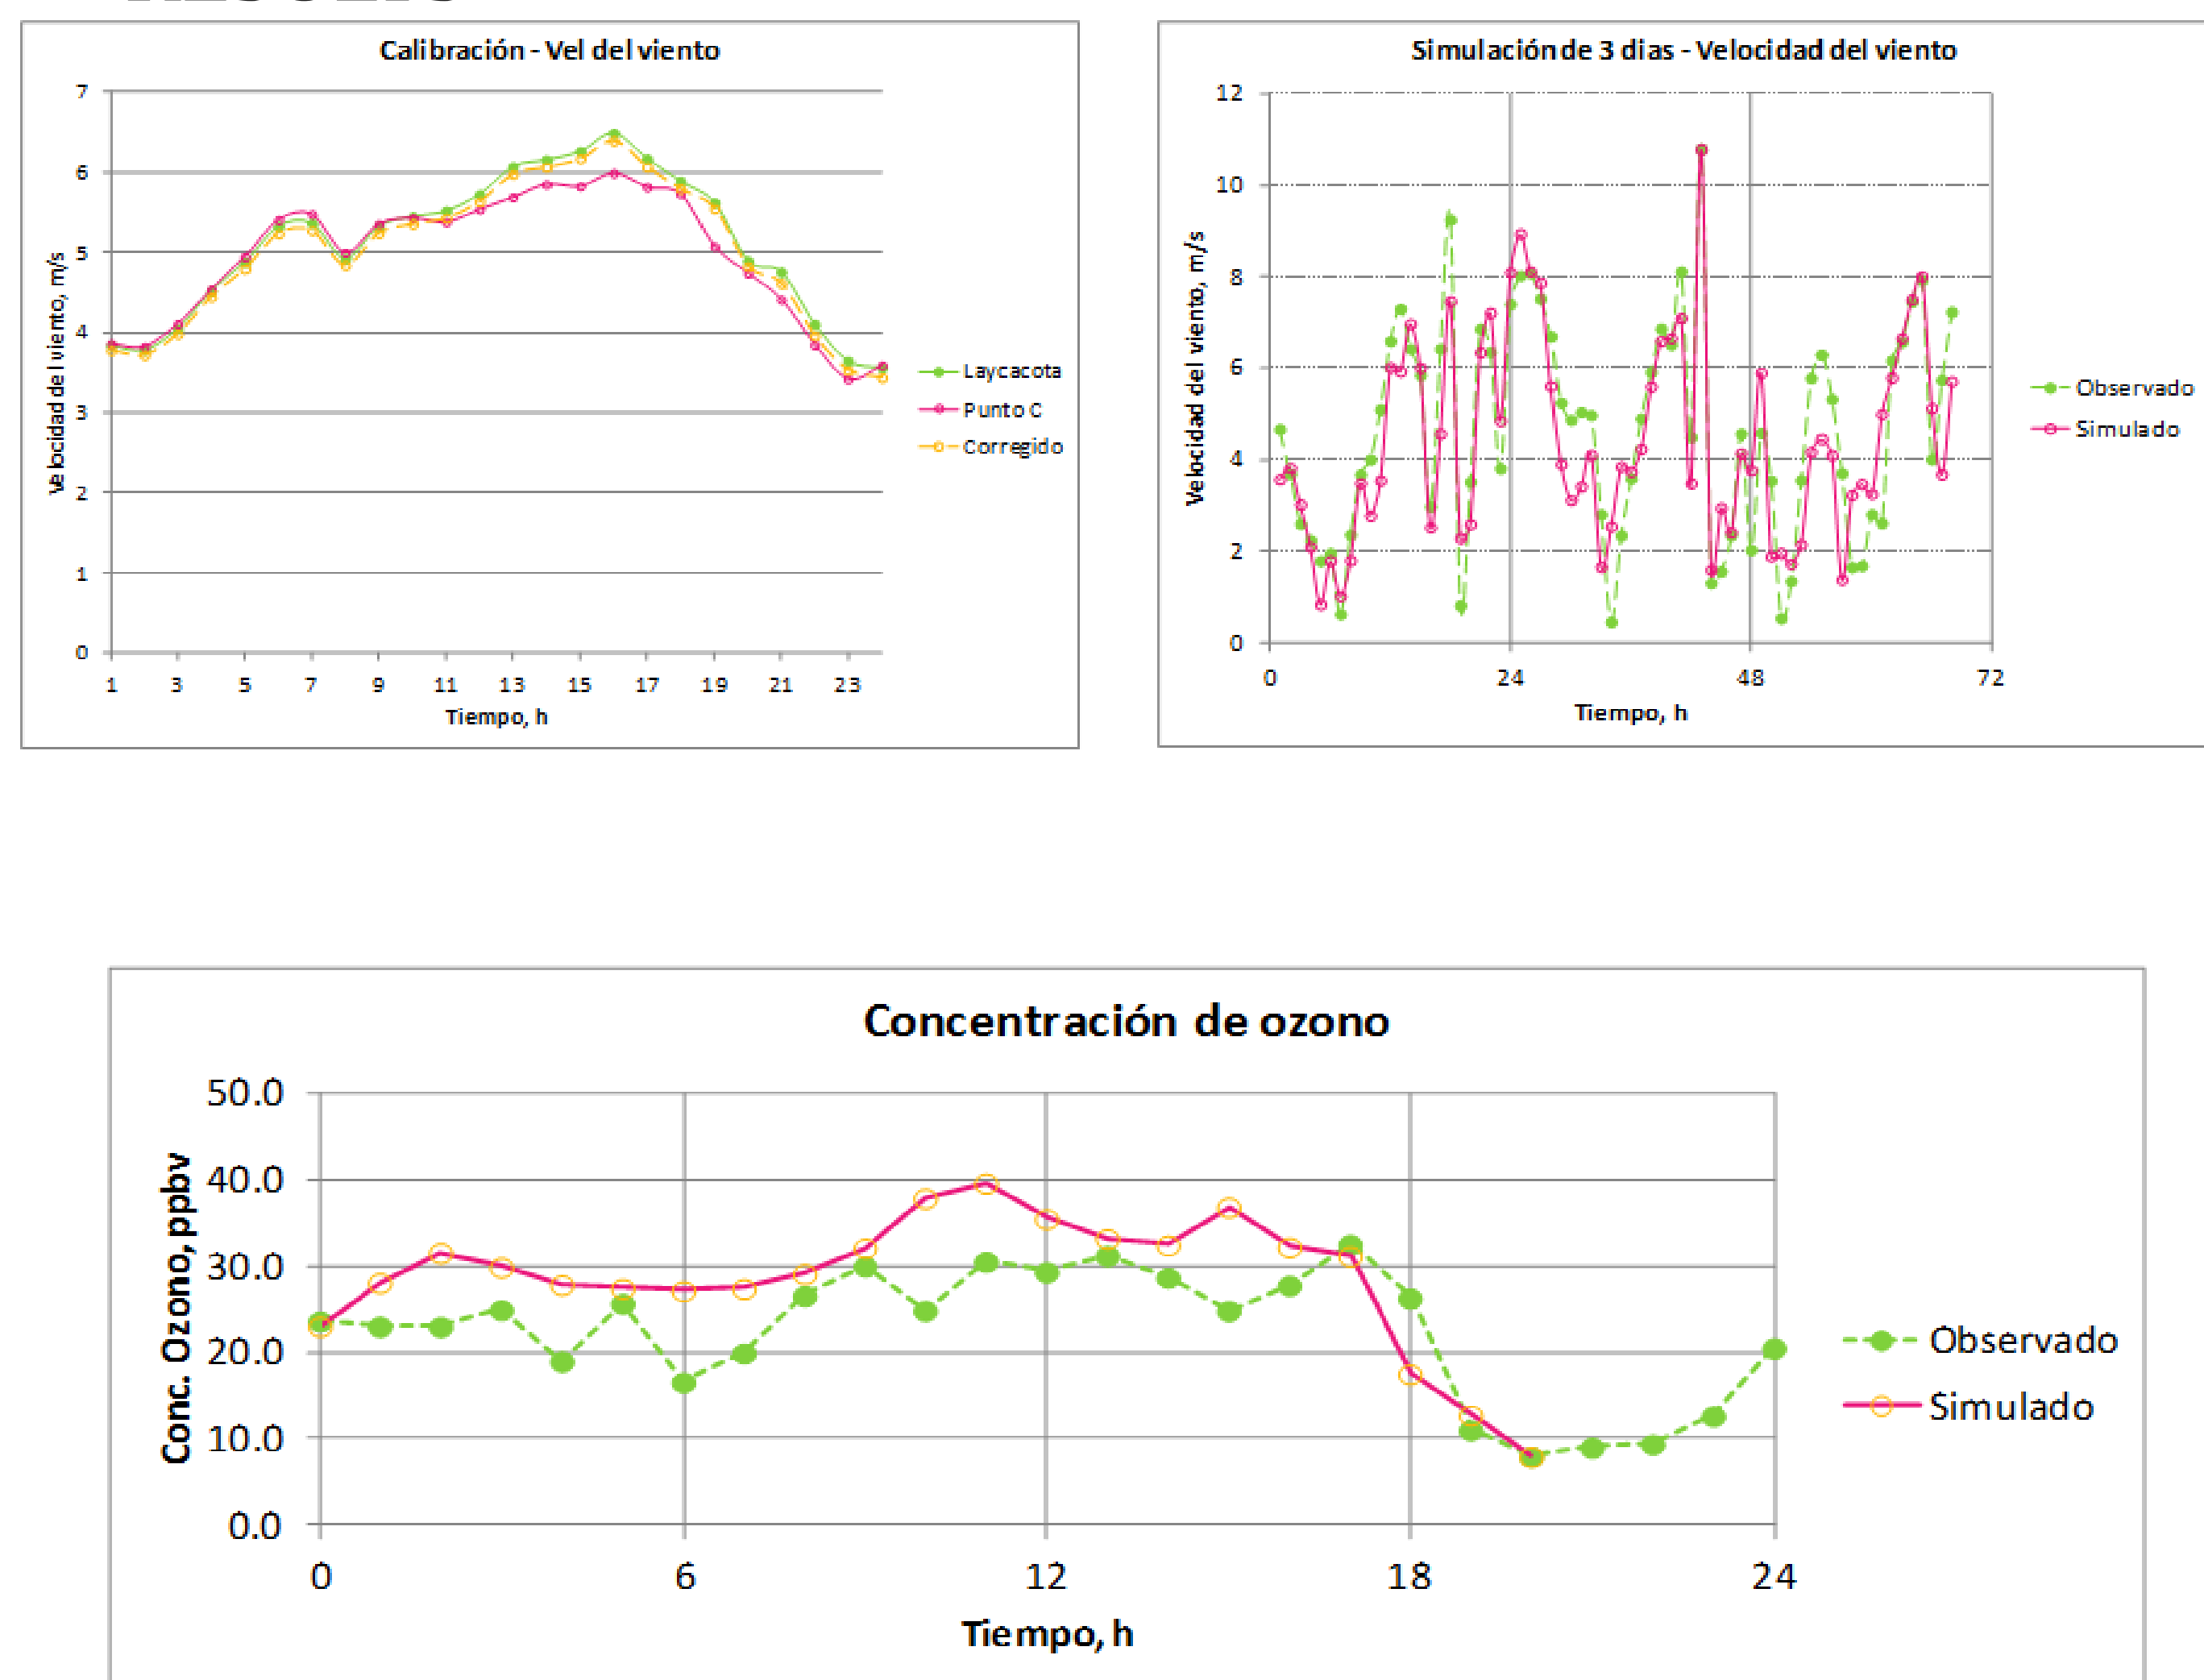 Calibración - Vel del viento
7
6
5
4
3
2
1
0
Velocidad del viento, m/s
1 3 5 7 9 11 13 15 17 19 21 23
Tiempo, h
Laycacota
Punto C
Corregido
Simulación de 3 dias - Velocidad del viento
12
10
8
6
4
2
0
Velocidad del viento, m/s
0 24 48 72
Tiempo, h
Observado
Simulado
Concentración de ozono
50.0
40.0
30.0
20.0
10.0
0.0
Conc. Ozono, ppbv
0 6 12 18 24
Tiempo, h
Observado
Simulado